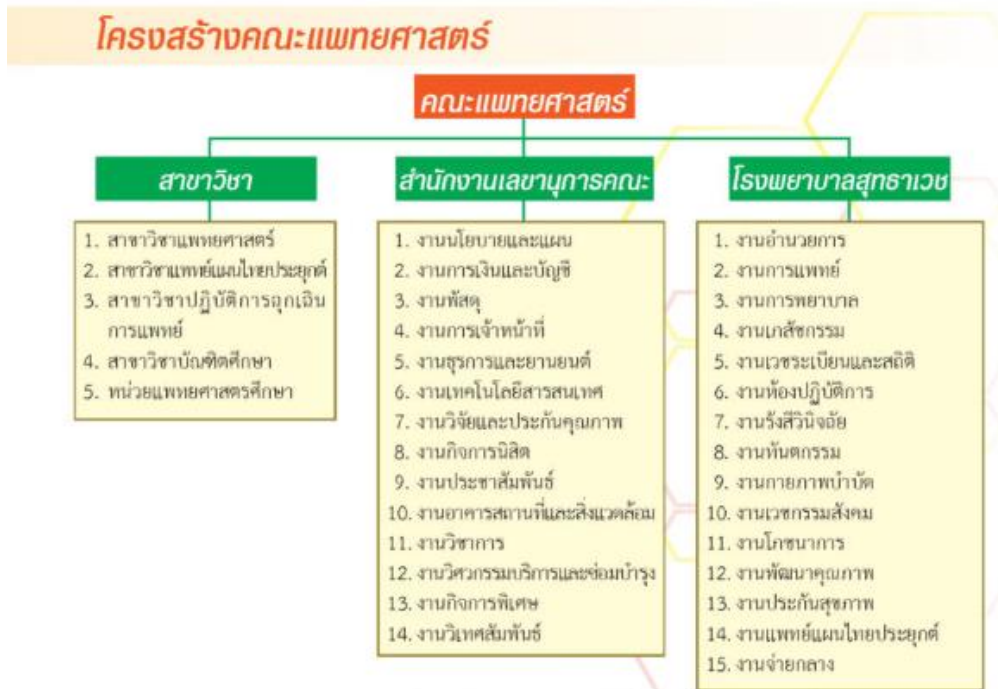 โครงสร้างคณะแพทยศาสตร์
คณะแพทยศาสตร์
สาขาวิชา
1. สาขาวิชาแพทยศาสตร์
2. สาขาวิชาแพทย์แผนไทยประยุกต์
3. สาขาวิชาปฏิบัติการฉุกเฉิน
การแพทย์
4. สาขาวิชาบัณฑิตศึกษา
5. หน่วยแพทยศาสตรศึกษา
สำนักงานเลขานุการคณะ
1. งานนโยบายและแผน
2. งานการเงินและบัญชี
3. งานพัสดุ
4. งานการเจ้าหน้าที่
5. งานธุรการและยานยนต์
6. งานเทคโนโลยีสารสนเทศ
7. งานวิจัยและประกันคุณภาพ
8. งานกิจการนิสิต
9. งานประชาสัมพันธ์
10. งานอาคารสถานที่และสิ่งแวดล้อม
11. งานวิชาการ
12. งานวิศวกรรมบริการและซ่อมบำรุง
13. งานกิจการพิเศษ
14. งานวิเทศสัมพันธ์
โรงพยาบาลสุทธาเวช
1. งานอำนวยการ
2. งานการแพทย์
3. งานการพยาบาล
4. งานเภสัชกรรม
5. งานเวชระเบียนและสถิติ
6. งานห้องปฏิบัติการ
7. งานรังสีวินิจฉัย
8. งานทันตกรรม
9. งานกายภาพบำบัด
10. งานเวชกรรมสังคม
11. งานโภชนาการ
12. งานพัฒนาคุณภาพ
13. งานประกันสุขภาพ
14. งานแพทย์แผนไทยประยุกต์
15. งานจ่ายกลาง